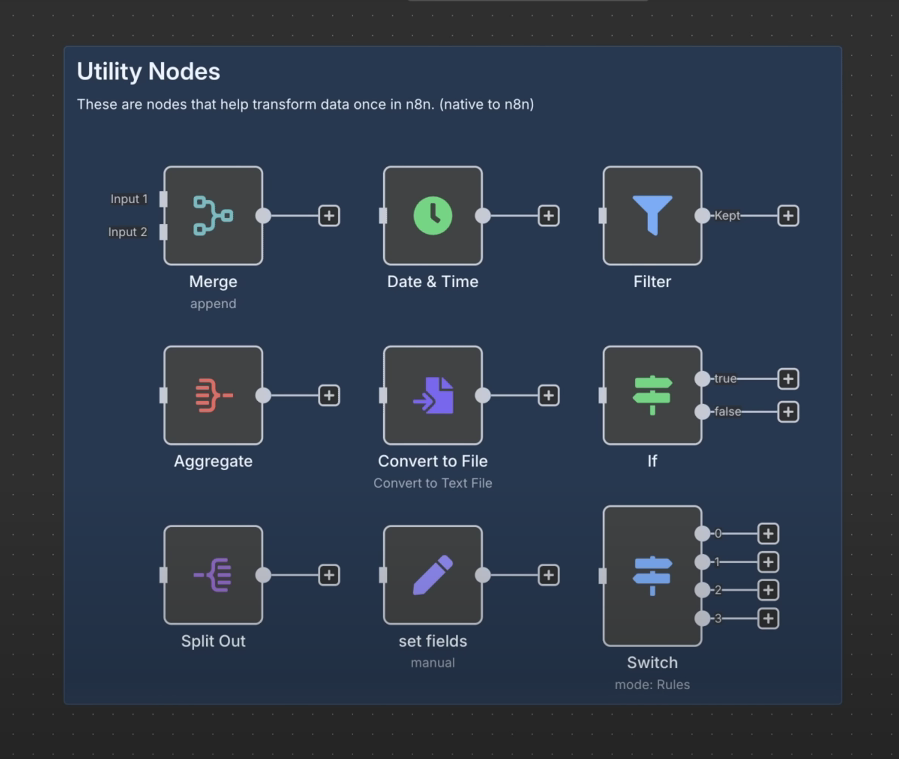 Utility Nodes
These are nodes that help transform data once in n8n. (native to n8n)
Input 1
Input 2
Kept
Merge
append
Date & Time
Filter
true
false
Aggregate
Convert to File
Convert to Text File
If
0
1
2
3
Split Out
set fields
manual
Switch
mode: Rules